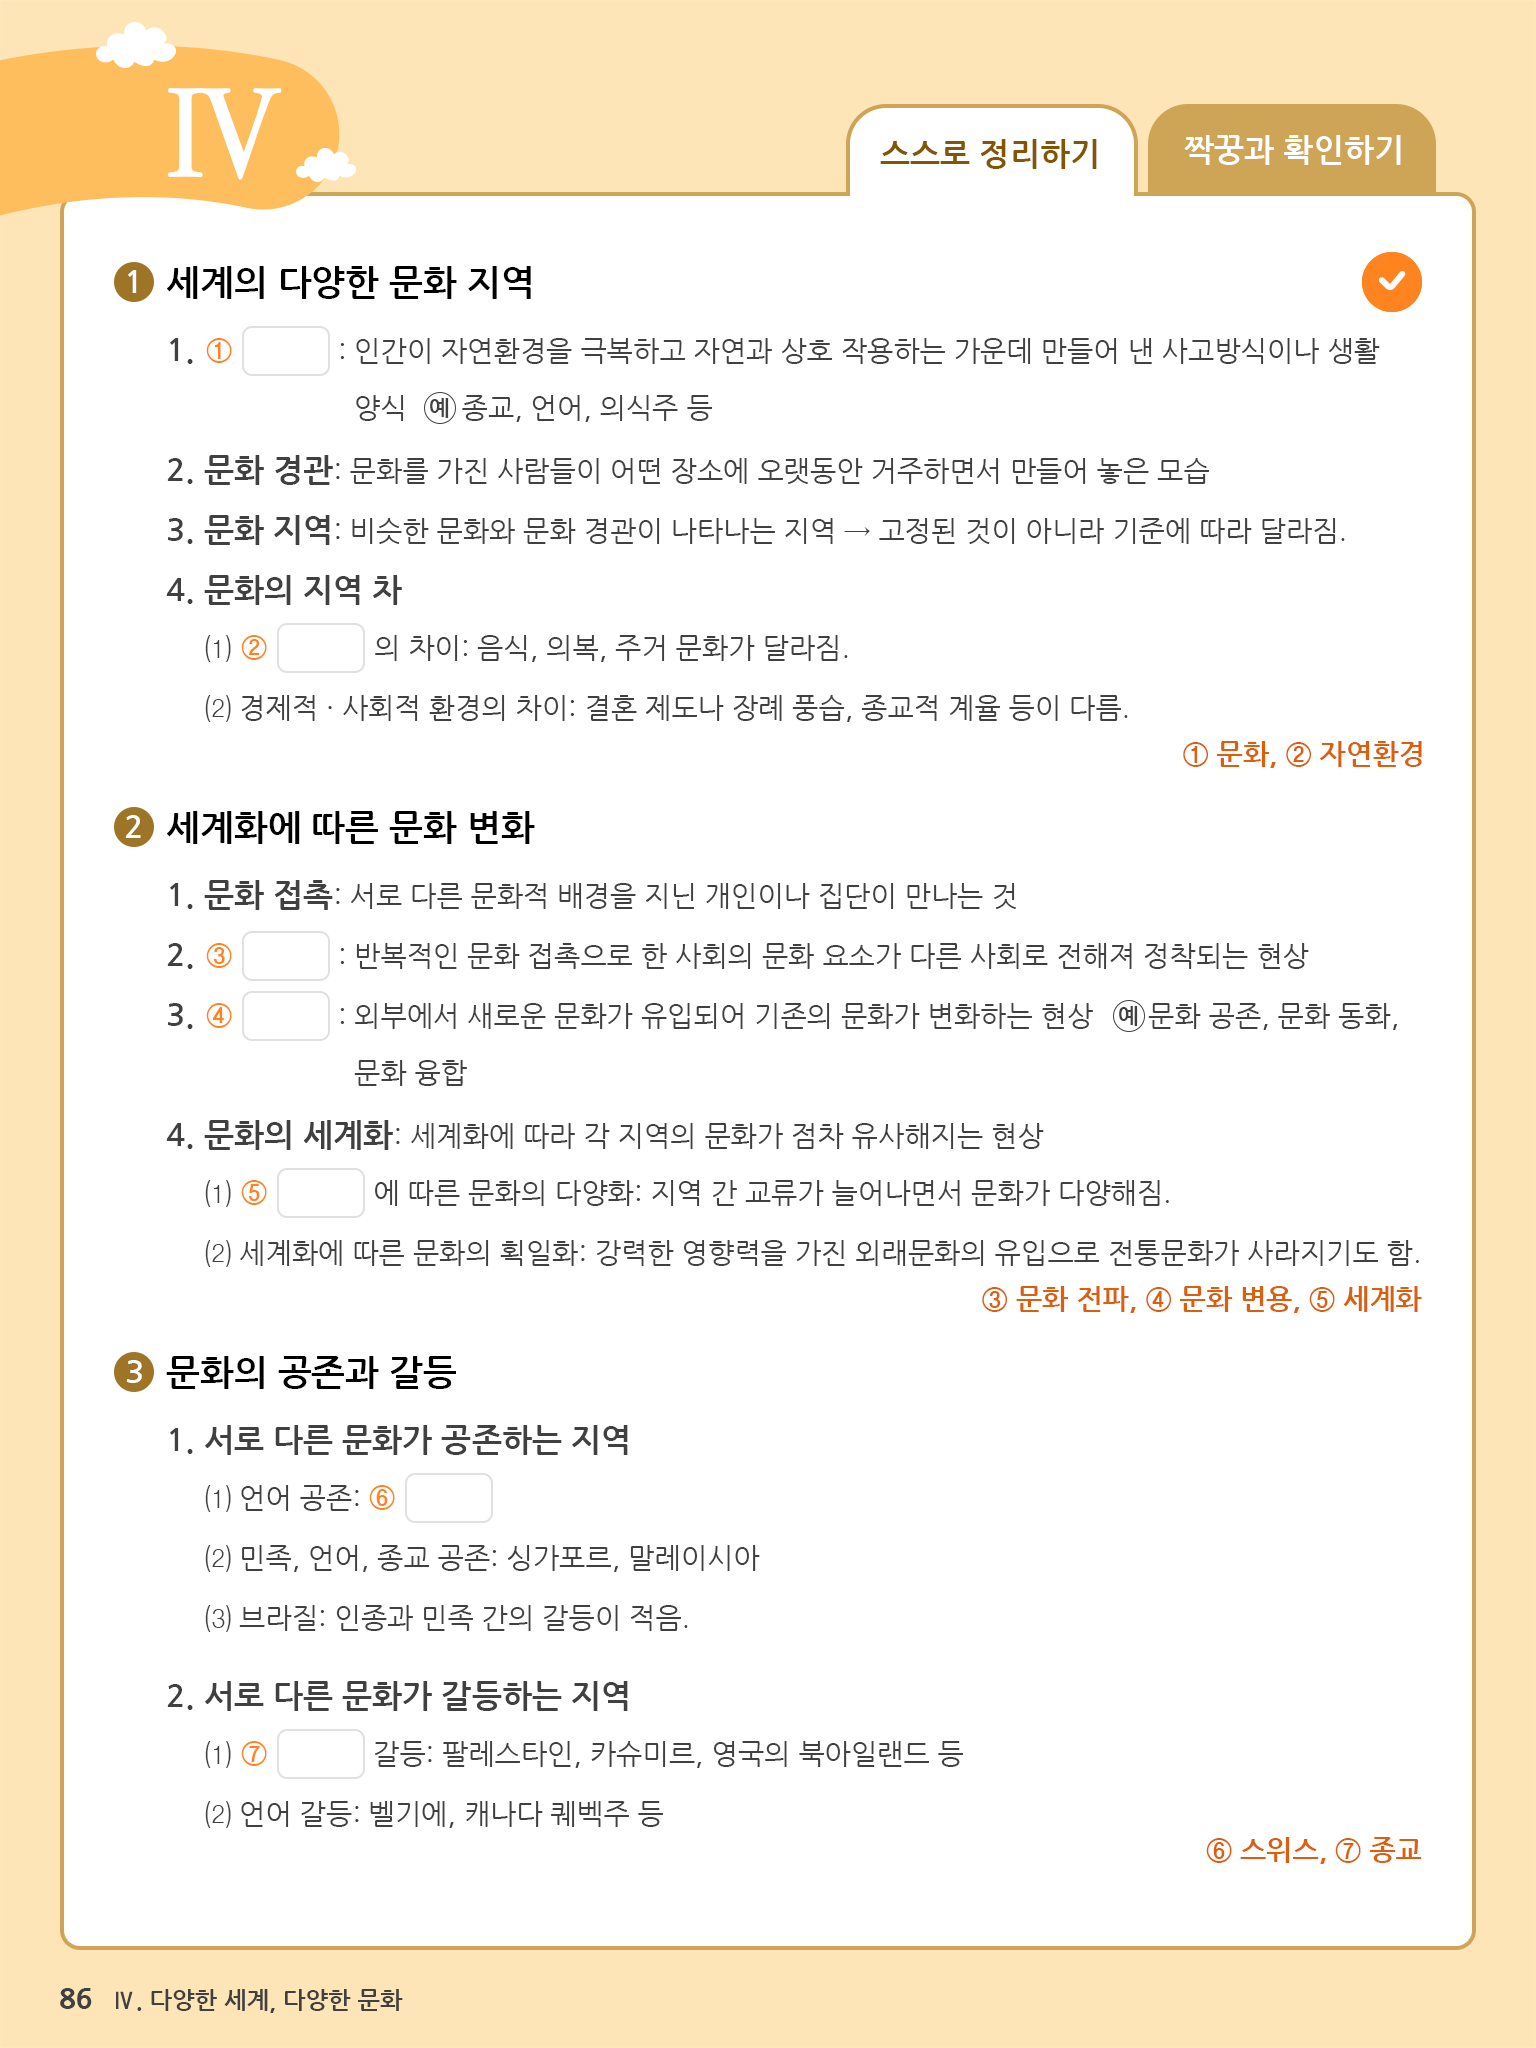 Ⅳ
스스로 정리하기
짝꿍과 확인하기
1 세계의 다양한 문화 지역
1. ① : 인간이 자연환경을 극복하고 자연과 상호 작용하는 가운데 만들어 낸 사고방식이나 생활
양식 예 종교, 언어, 의식주 등
2. 문화 경관: 문화를 가진 사람들이 어떤 장소에 오랫동안 거주하면서 만들어 놓은 모습
3. 문화 지역: 비슷한 문화와 문화 경관이 나타나는 지역 → 고정된 것이 아니라 기준에 따라 달라짐.
4. 문화의 지역 차
(1) ② 의 차이: 음식, 의복, 주거 문화가 달라짐.
(2) 경제적 · 사회적 환경의 차이: 결혼 제도나 장례 풍습, 종교적 계율 등이 다름.
① 문화, ② 자연환경
2 세계화에 따른 문화 변화
1. 문화 접촉: 서로 다른 문화적 배경을 지닌 개인이나 집단이 만나는 것
2. ③ : 반복적인 문화 접촉으로 한 사회의 문화 요소가 다른 사회로 전해져 정착되는 현상
3. ④ : 외부에서 새로운 문화가 유입되어 기존의 문화가 변화하는 현상 예 문화 공존, 문화 동화,
문화 융합
4. 문화의 세계화: 세계화에 따라 각 지역의 문화가 점차 유사해지는 현상
(1) ⑤ 에 따른 문화의 다양화: 지역 간 교류가 늘어나면서 문화가 다양해짐.
(2) 세계화에 따른 문화의 획일화: 강력한 영향력을 가진 외래문화의 유입으로 전통문화가 사라지기도 함.
③ 문화 전파, ④ 문화 변용, ⑤ 세계화
3 문화의 공존과 갈등
1. 서로 다른 문화가 공존하는 지역
(1) 언어 공존: ⑥
(2) 민족, 언어, 종교 공존: 싱가포르, 말레이시아
(3) 브라질: 인종과 민족 간의 갈등이 적음.
2. 서로 다른 문화가 갈등하는 지역
(1) ⑦ 갈등: 팔레스타인, 카슈미르, 영국의 북아일랜드 등
(2) 언어 갈등: 벨기에, 캐나다 퀘벡주 등
⑥ 스위스, ⑦ 종교
86 Ⅳ. 다양한 세계, 다양한 문화